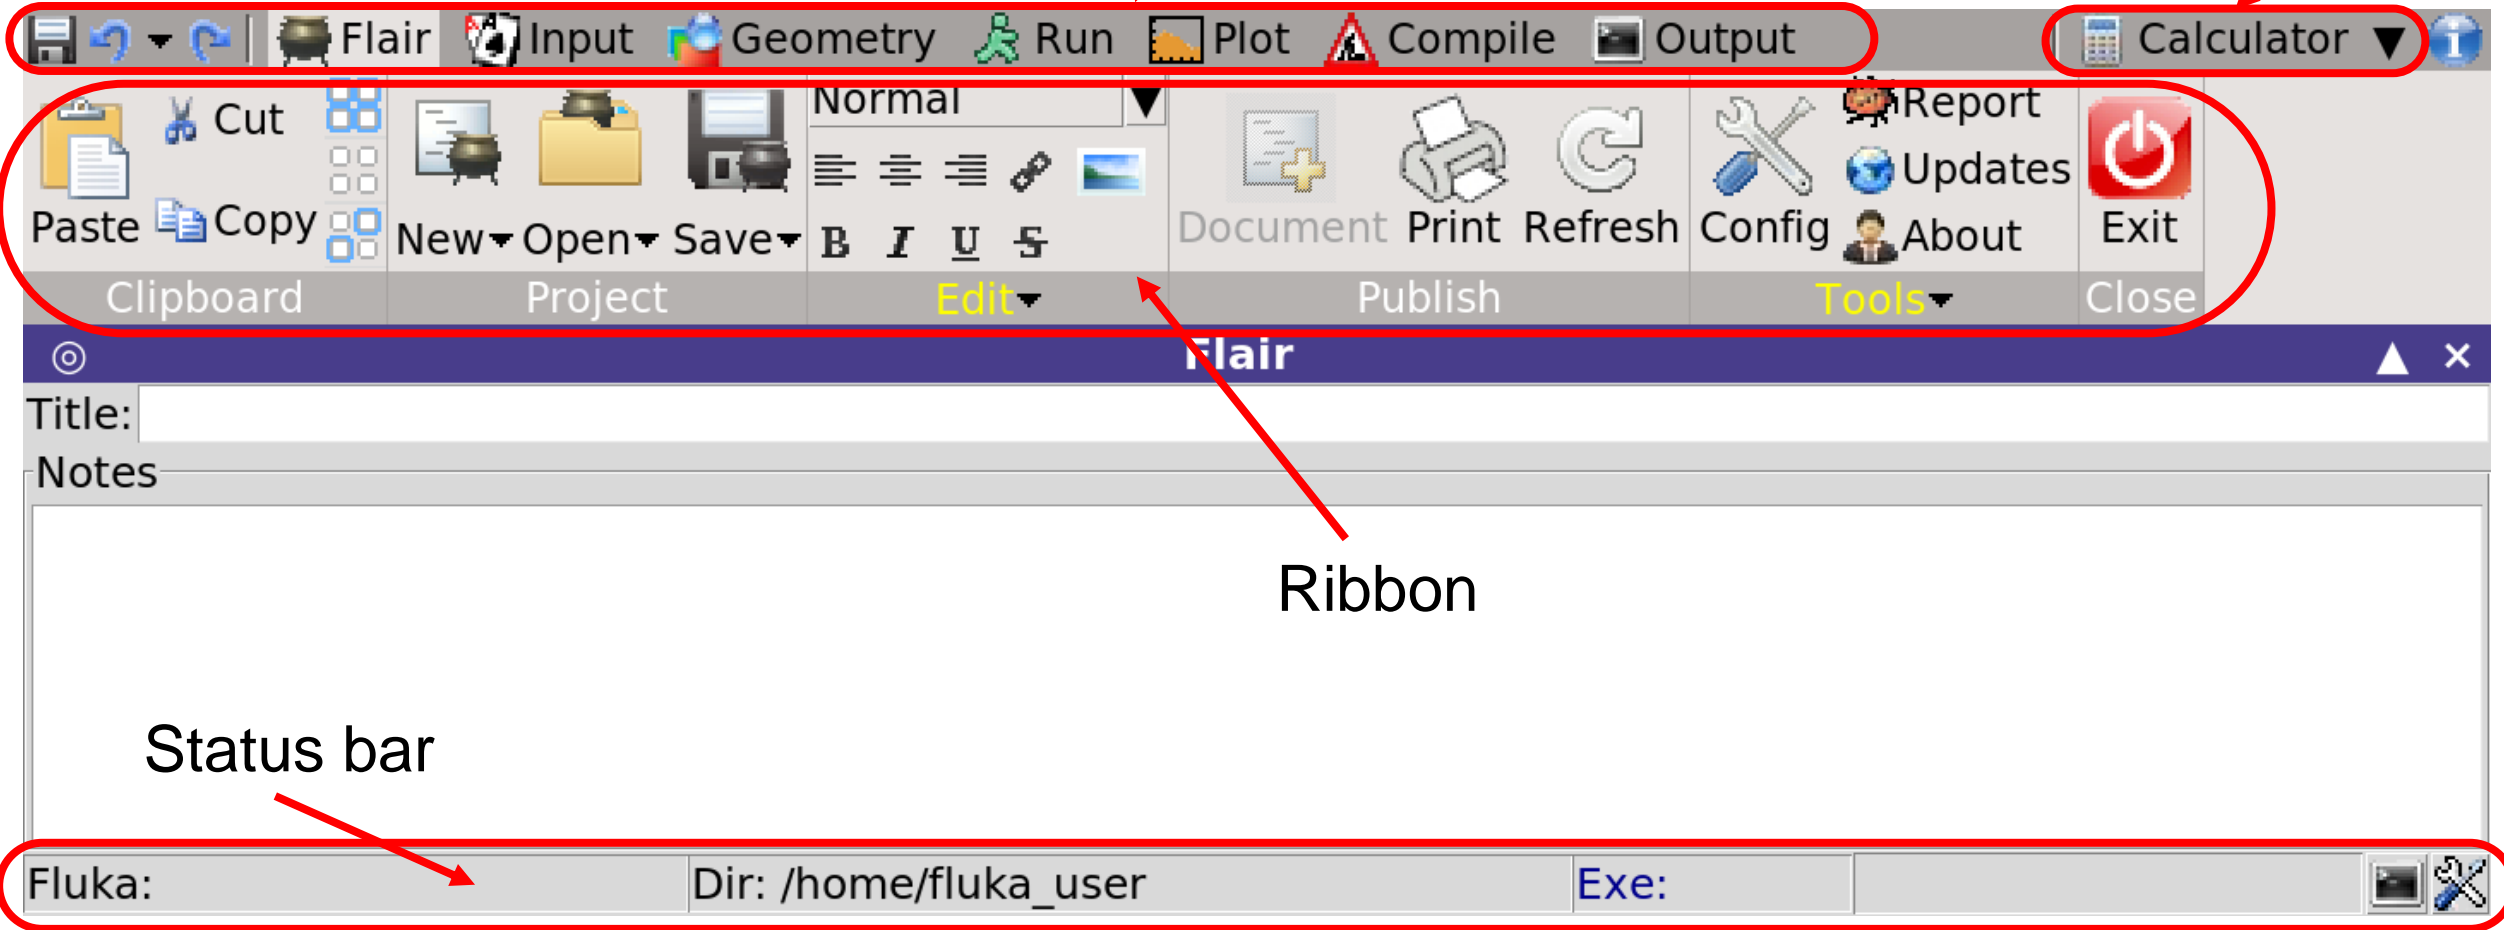 Flair Input Geometry Run Plot Compile Output Calculator
Normal
Report
Cut
Updates
Paste Copy New Open Save Document Print Refresh Config About Exit
B I U S
Clipboard Project Edit Publish Tools Close
Flair
Title:
Notes
Ribbon
Status bar
Fluka: Dir: /home/fluka_user Exe: